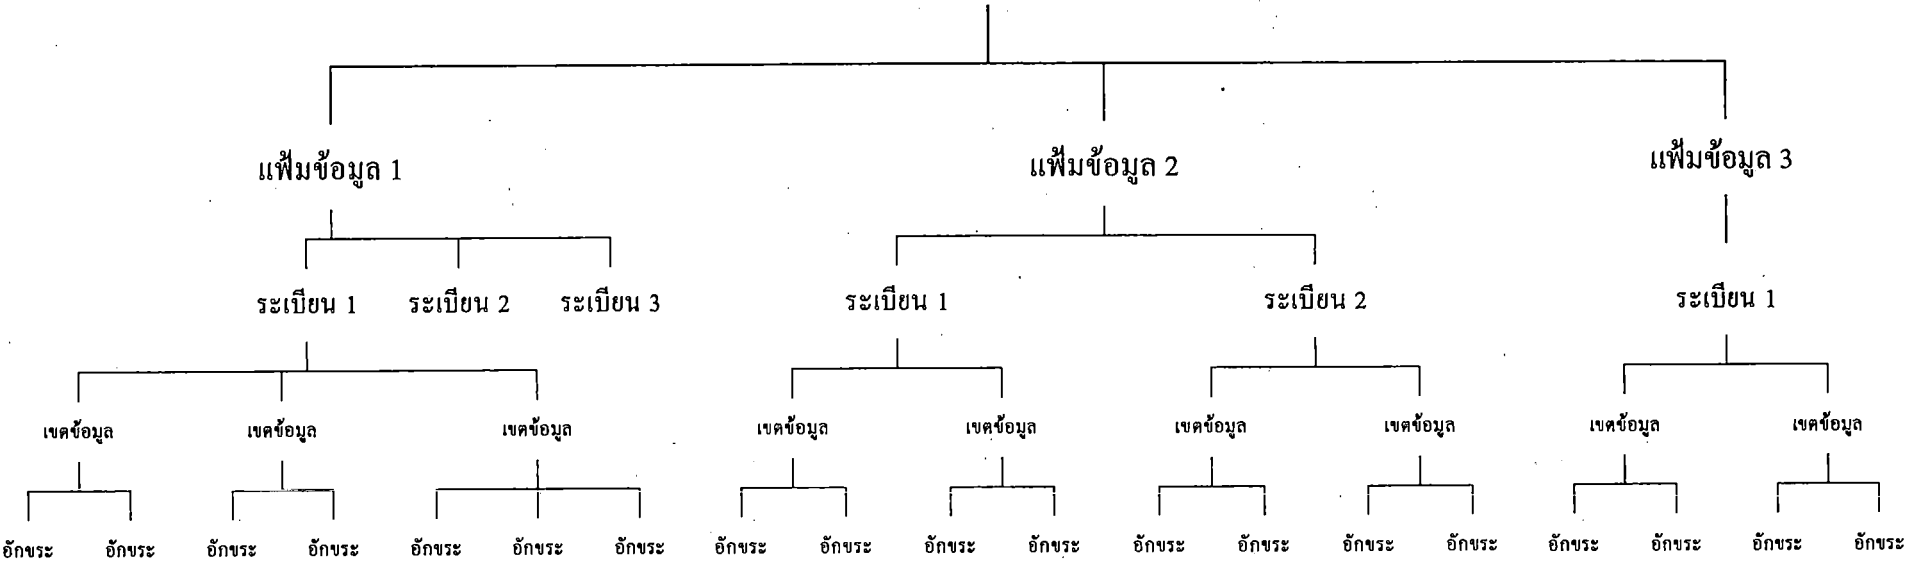 แฟ้มข้อมูล 1 แฟ้มข้อมูล 2 แฟ้มข้อมูล 3
ระเบียน 1 ระเบียน 2 ระเบียน 3 ระเบียน 1 ระเบียน 2 ระเบียน 1
เขตข้อมูล เขตข้อมูล เขตข้อมูล เขตข้อมูล เขตข้อมูล เขตข้อมูล เขตข้อมูล เขตข้อมูล เขตข้อมูล
อักขระ อักขระ อักขระ อักขระ อักขระ อักขระ อักขระ อักขระ อักขระ อักขระ อักขระ อักขระ อักขระ อักขระ อักขระ อักขระ อักขระ อักขระ อักขระ